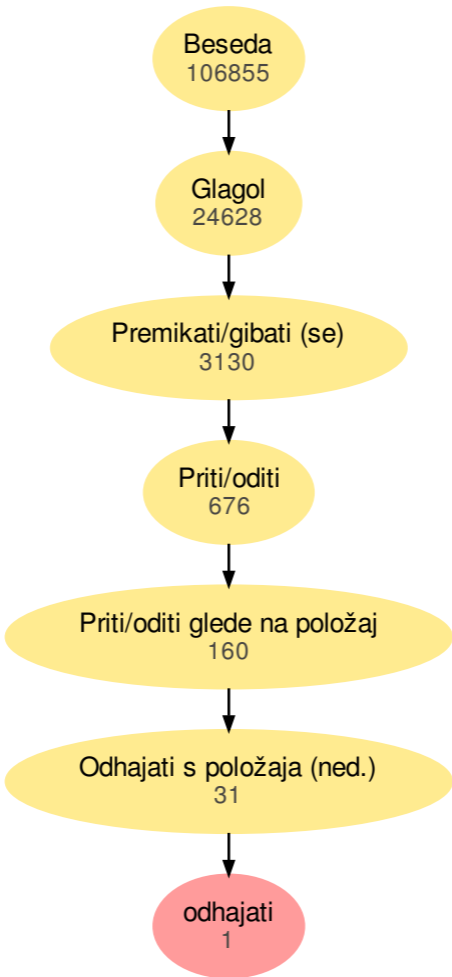 Beseda
106855
Glagol
24628
Premikati/gibati (se)
3130
Priti/oditi
676
Priti/oditi glede na položaj
160
Odhajati s položaja (ned.)
31
odhajati
1